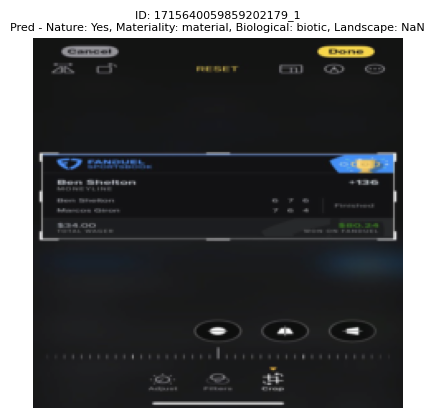 ID: 1715640059859202179_1
Pred - Nature: Yes, Materiality: material, Biological: biotic, Landscape: NaN
Cancel
Done
RESET
FANDUEL
SPORTSBOOK
Ben Shelton
+136
MONEYLINE
Ben Shelton 6 7 6
Marcos Giron 7 6 4
Finished
$34.00
$80.24
TOTAL WAGER
WON ON FANDUEL
Adjust
Filters
Crop